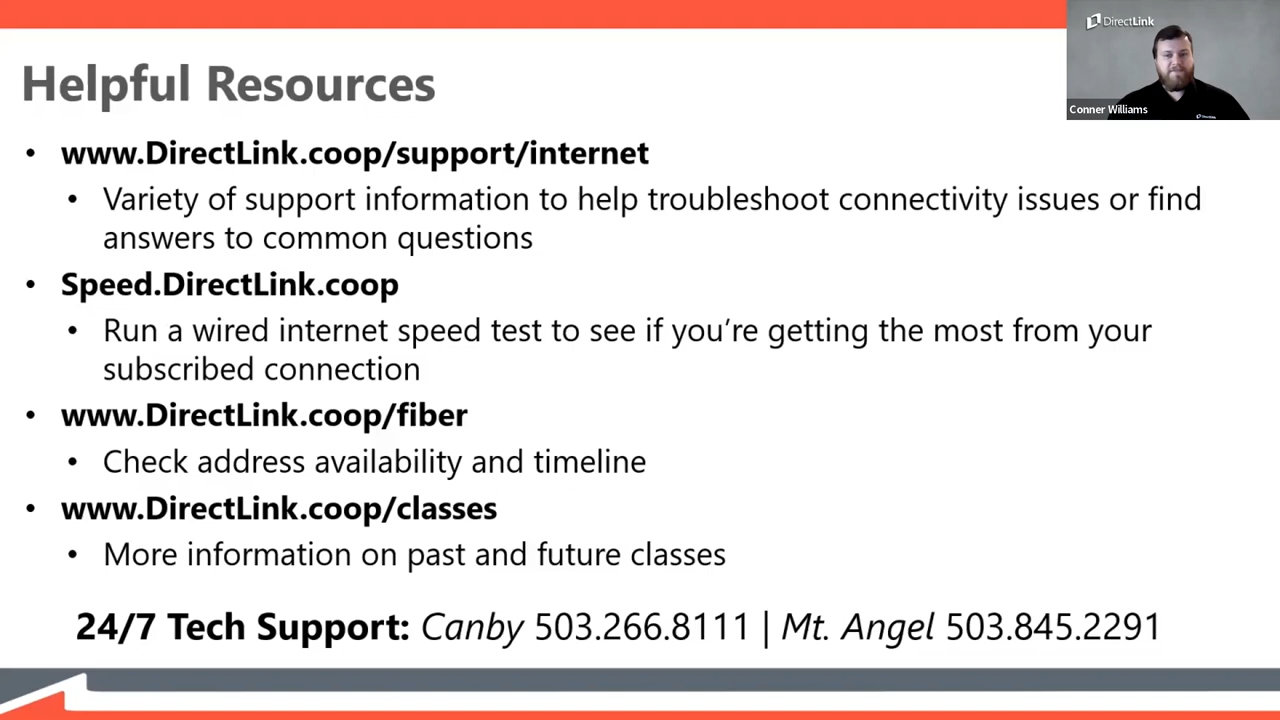 DirectLink
Conner Williams
Helpful Resources
• www.DirectLink.coop/support/internet
• Variety of support information to help troubleshoot connectivity issues or find
answers to common questions
• Speed.DirectLink.coop
• Run a wired internet speed test to see if you’re getting the most from your
subscribed connection
• www.DirectLink.coop/fiber
• Check address availability and timeline
• www.DirectLink.coop/classes
• More information on past and future classes
24/7 Tech Support: Canby 503.266.8111 | Mt. Angel 503.845.2291